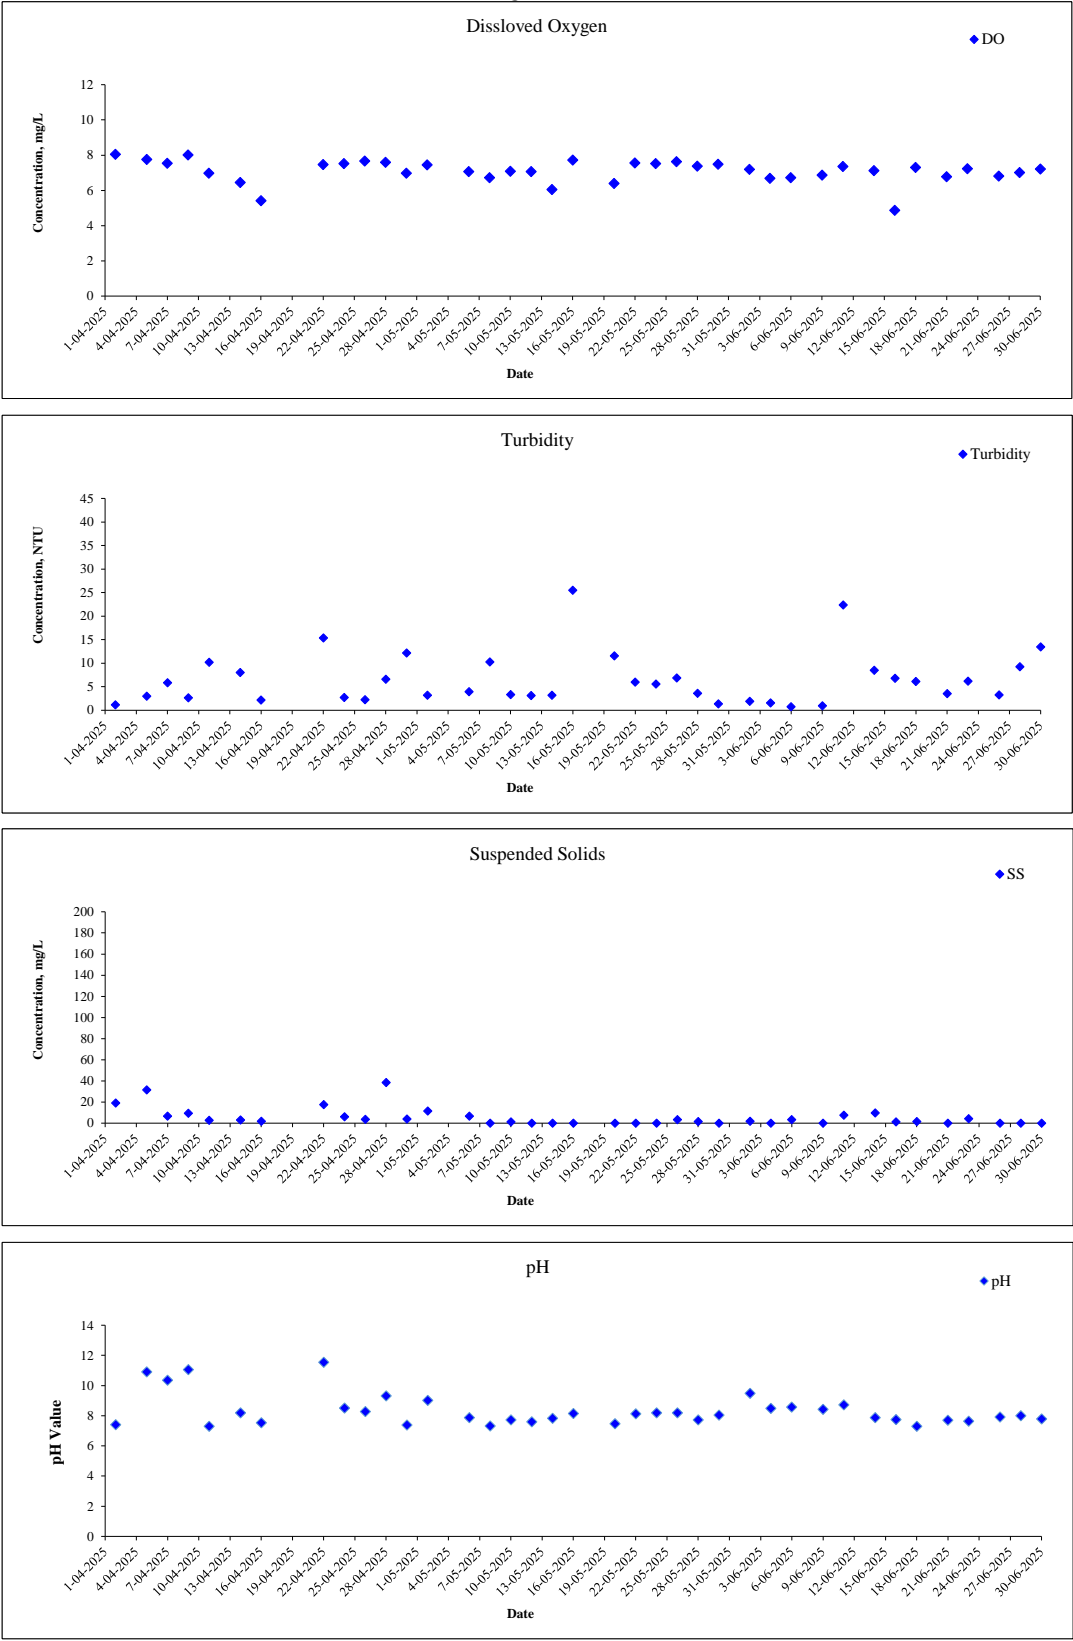 Dissloved Oxygen
DO
Concentration, mg/L
12
10
8
6
4
2
0
1-04-2025 4-04-2025 7-04-2025 10-04-2025 13-04-2025 16-04-2025 19-04-2025 22-04-2025 25-04-2025 28-04-2025 1-05-2025 4-05-2025 7-05-2025 10-05-2025 13-05-2025 16-05-2025 19-05-2025 22-05-2025 25-05-2025 28-05-2025 31-05-2025 3-06-2025 6-06-2025 9-06-2025 12-06-2025 15-06-2025 18-06-2025 21-06-2025 24-06-2025 27-06-2025 30-06-2025
Date
Turbidity
Turbidity
Concentration, NTU
45
40
35
30
25
20
15
10
5
0
1-04-2025 4-04-2025 7-04-2025 10-04-2025 13-04-2025 16-04-2025 19-04-2025 22-04-2025 25-04-2025 28-04-2025 1-05-2025 4-05-2025 7-05-2025 10-05-2025 13-05-2025 16-05-2025 19-05-2025 22-05-2025 25-05-2025 28-05-2025 31-05-2025 3-06-2025 6-06-2025 9-06-2025 12-06-2025 15-06-2025 18-06-2025 21-06-2025 24-06-2025 27-06-2025 30-06-2025
Date
Suspended Solids
SS
Concentration, mg/L
200
180
160
140
120
100
80
60
40
20
0
1-04-2025 4-04-2025 7-04-2025 10-04-2025 13-04-2025 16-04-2025 19-04-2025 22-04-2025 25-04-2025 28-04-2025 1-05-2025 4-05-2025 7-05-2025 10-05-2025 13-05-2025 16-05-2025 19-05-2025 22-05-2025 25-05-2025 28-05-2025 31-05-2025 3-06-2025 6-06-2025 9-06-2025 12-06-2025 15-06-2025 18-06-2025 21-06-2025 24-06-2025 27-06-2025 30-06-2025
Date
pH
pH
pH Value
14
12
10
8
6
4
2
0
1-04-2025 4-04-2025 7-04-2025 10-04-2025 13-04-2025 16-04-2025 19-04-2025 22-04-2025 25-04-2025 28-04-2025 1-05-2025 4-05-2025 7-05-2025 10-05-2025 13-05-2025 16-05-2025 19-05-2025 22-05-2025 25-05-2025 28-05-2025 31-05-2025 3-06-2025 6-06-2025 9-06-2025 12-06-2025 15-06-2025 18-06-2025 21-06-2025 24-06-2025 27-06-2025 30-06-2025
Date